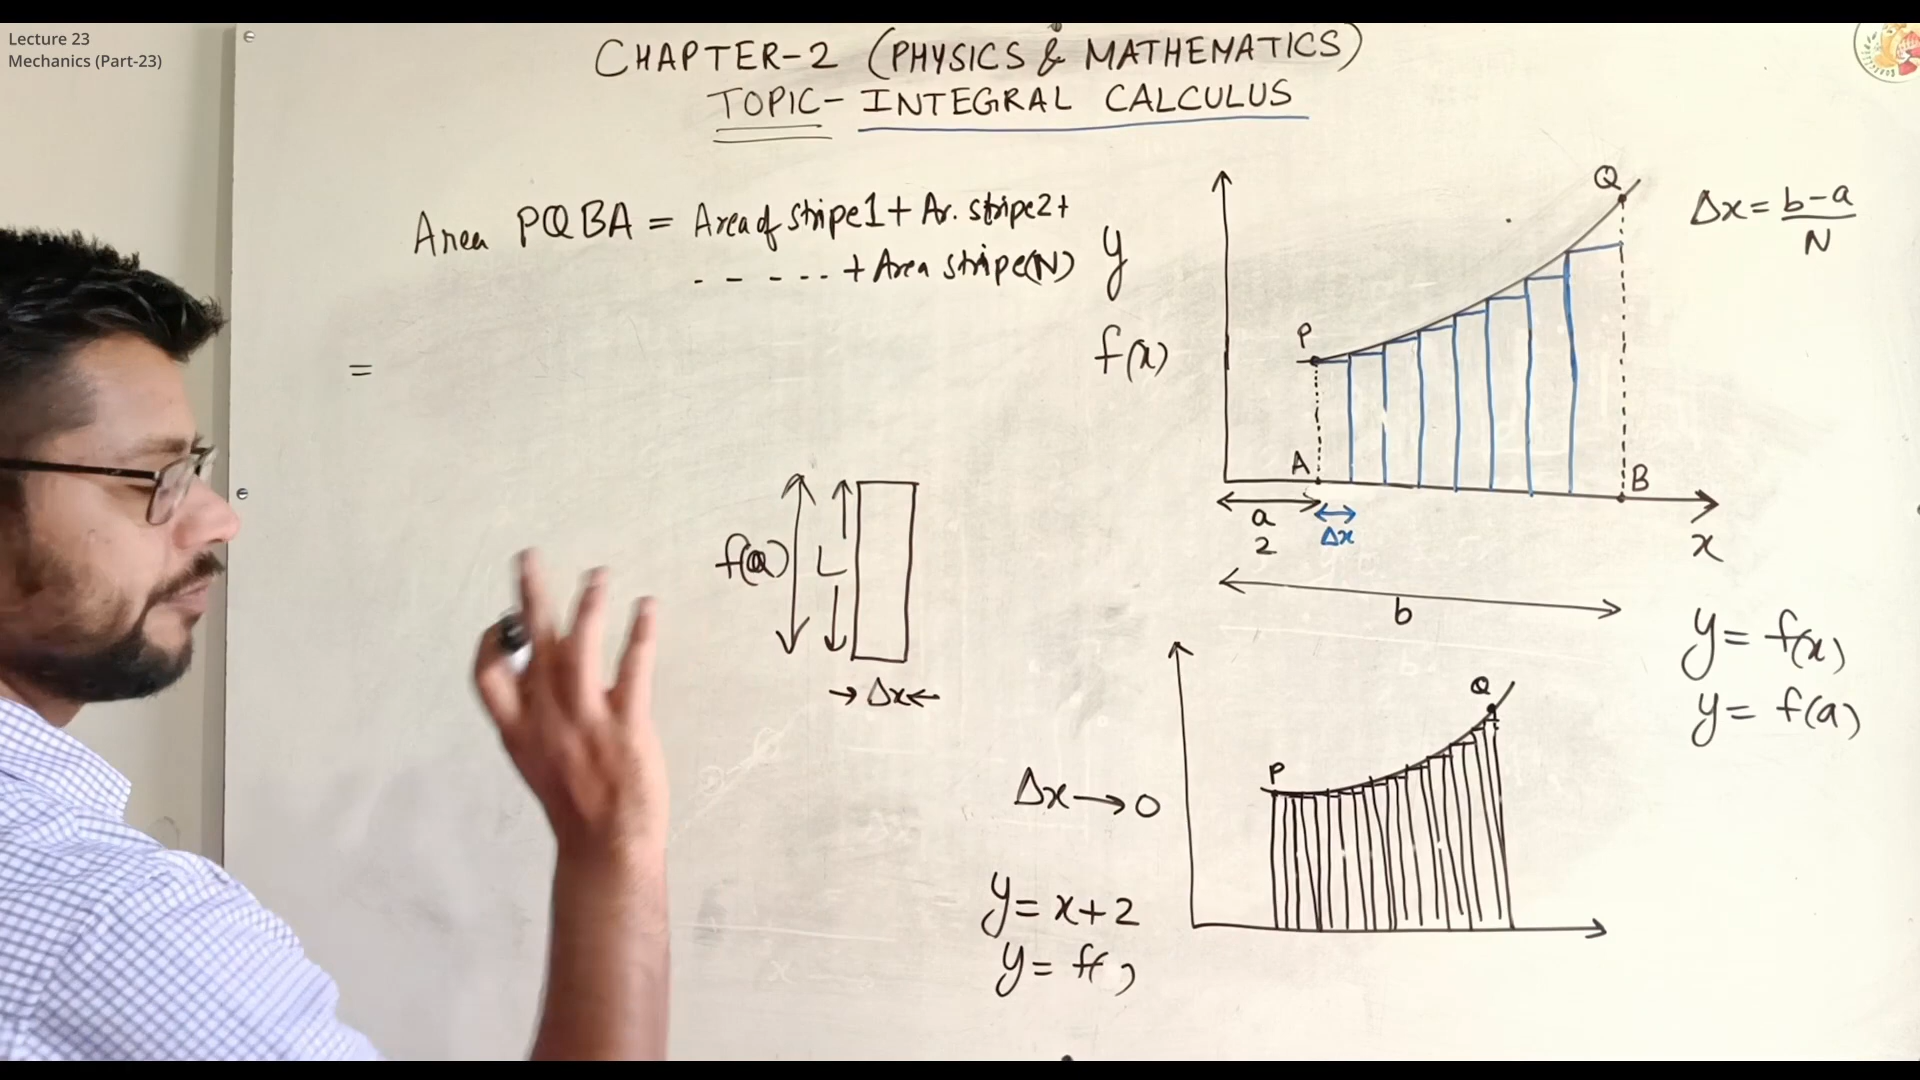 Lecture 23
Mechanics (Part-23)
CHAPTER-2 (PHYSICS & MATHEMATICS)
TOPIC- INTEGRAL CALCULUS
Area PQBA = Area of stripe1 + Ar. stripe2+
- - - - .. + Area stripe(N)
=
y
f(x)
P
Q
A
B
a
2
Δx
b
x
Δx = b-a
N
f(a)
L
→ Δx ←
y = f(x)
y = f(a)
Δx → 0
P
Q
y = x+2
y = f( )